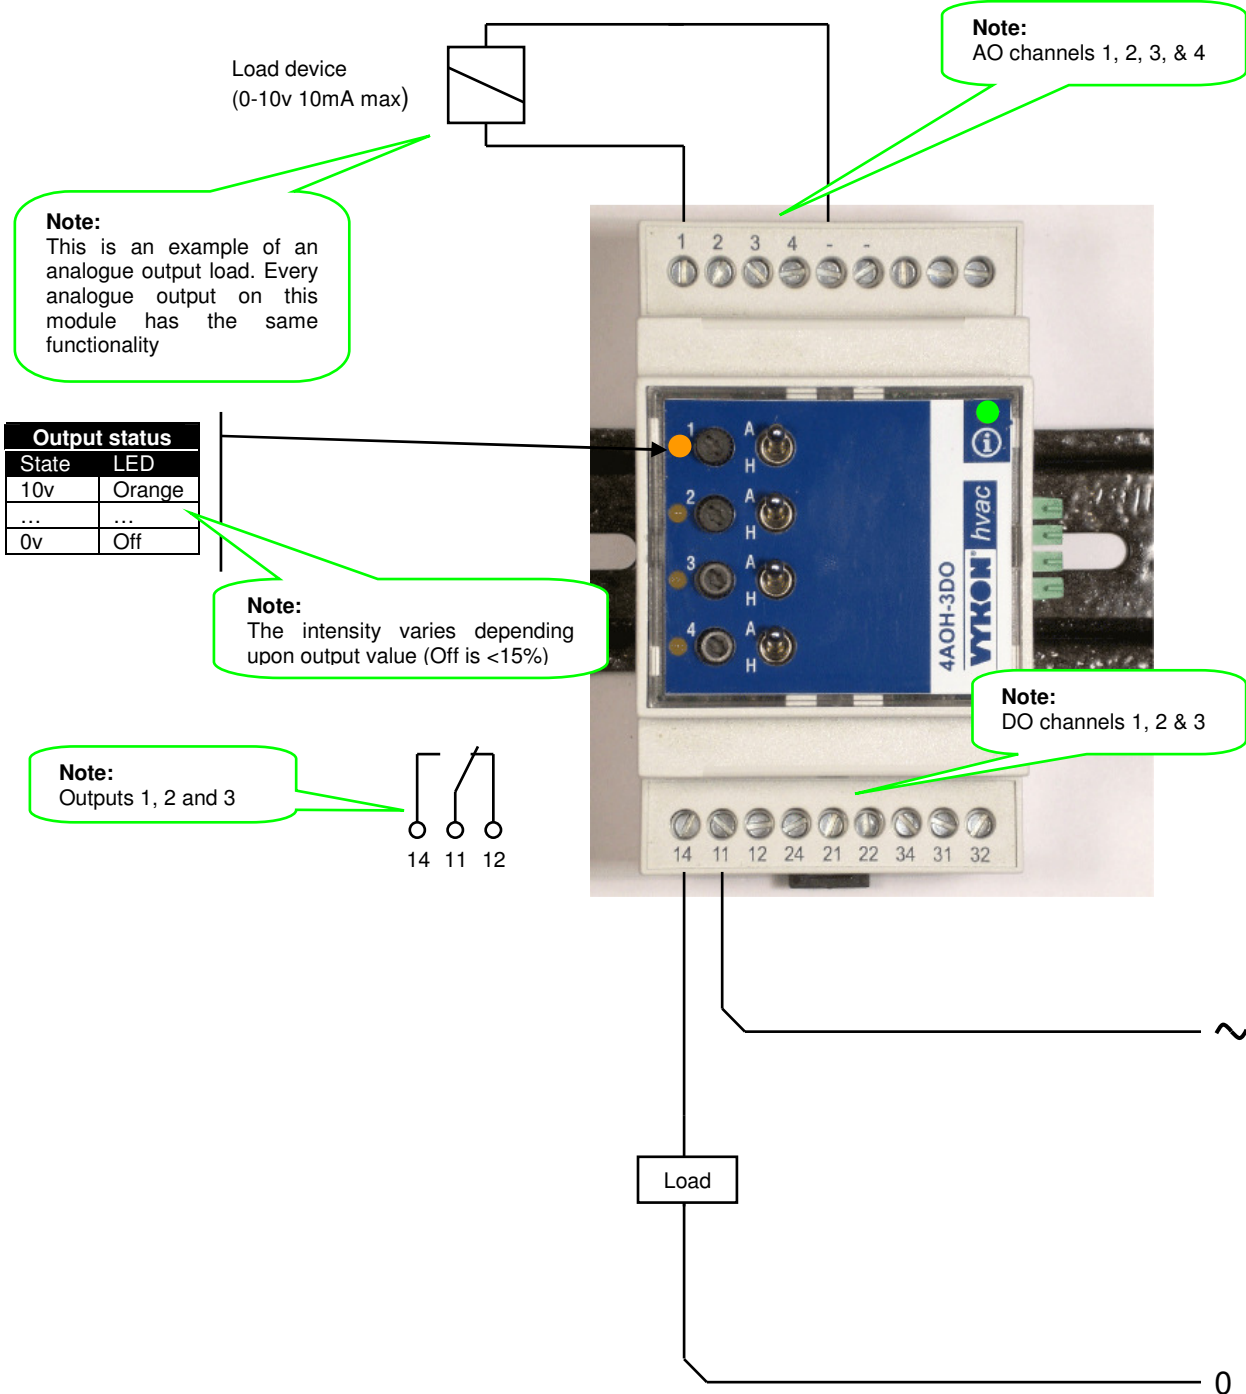 Note:
AO channels 1, 2, 3, & 4
Load device
(0-10v 10mA max)
Note:
This is an example of an
analogue output load. Every
analogue output on this
module has the same
functionality
1 2 3 4 - -
Output status
State LED
10v Orange
... ...
0v Off
1 A
H
2 A
H
3 A
H
4 A
H
4AOH-3DO
VYKON® hvac
i
Note:
The intensity varies depending
upon output value (Off is <15%)
Note:
DO channels 1, 2 & 3
Note:
Outputs 1, 2 and 3
14 11 12
14 11 12 24 21 22 34 31 32
~
Load
0